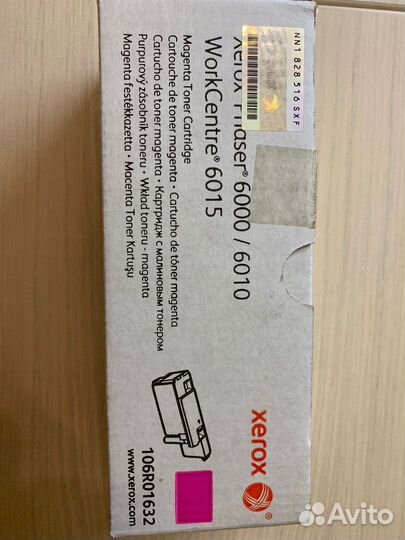 NN1 828 516 SXF
xerox Phaser® 6000 / 6010
WorkCentre® 6015
Magenta Toner Cartridge
Cartouche de toner magenta • Cartucho de tóner magenta
Cartucho de toner magenta • Картридж с малиновым тонером
Purpurový zásobník toneru • Wkład toneru - magenta
Magenta festékkazetta • Macenta Toner Kartuşu
xerox
106R01632
www.xerox.com
Avito